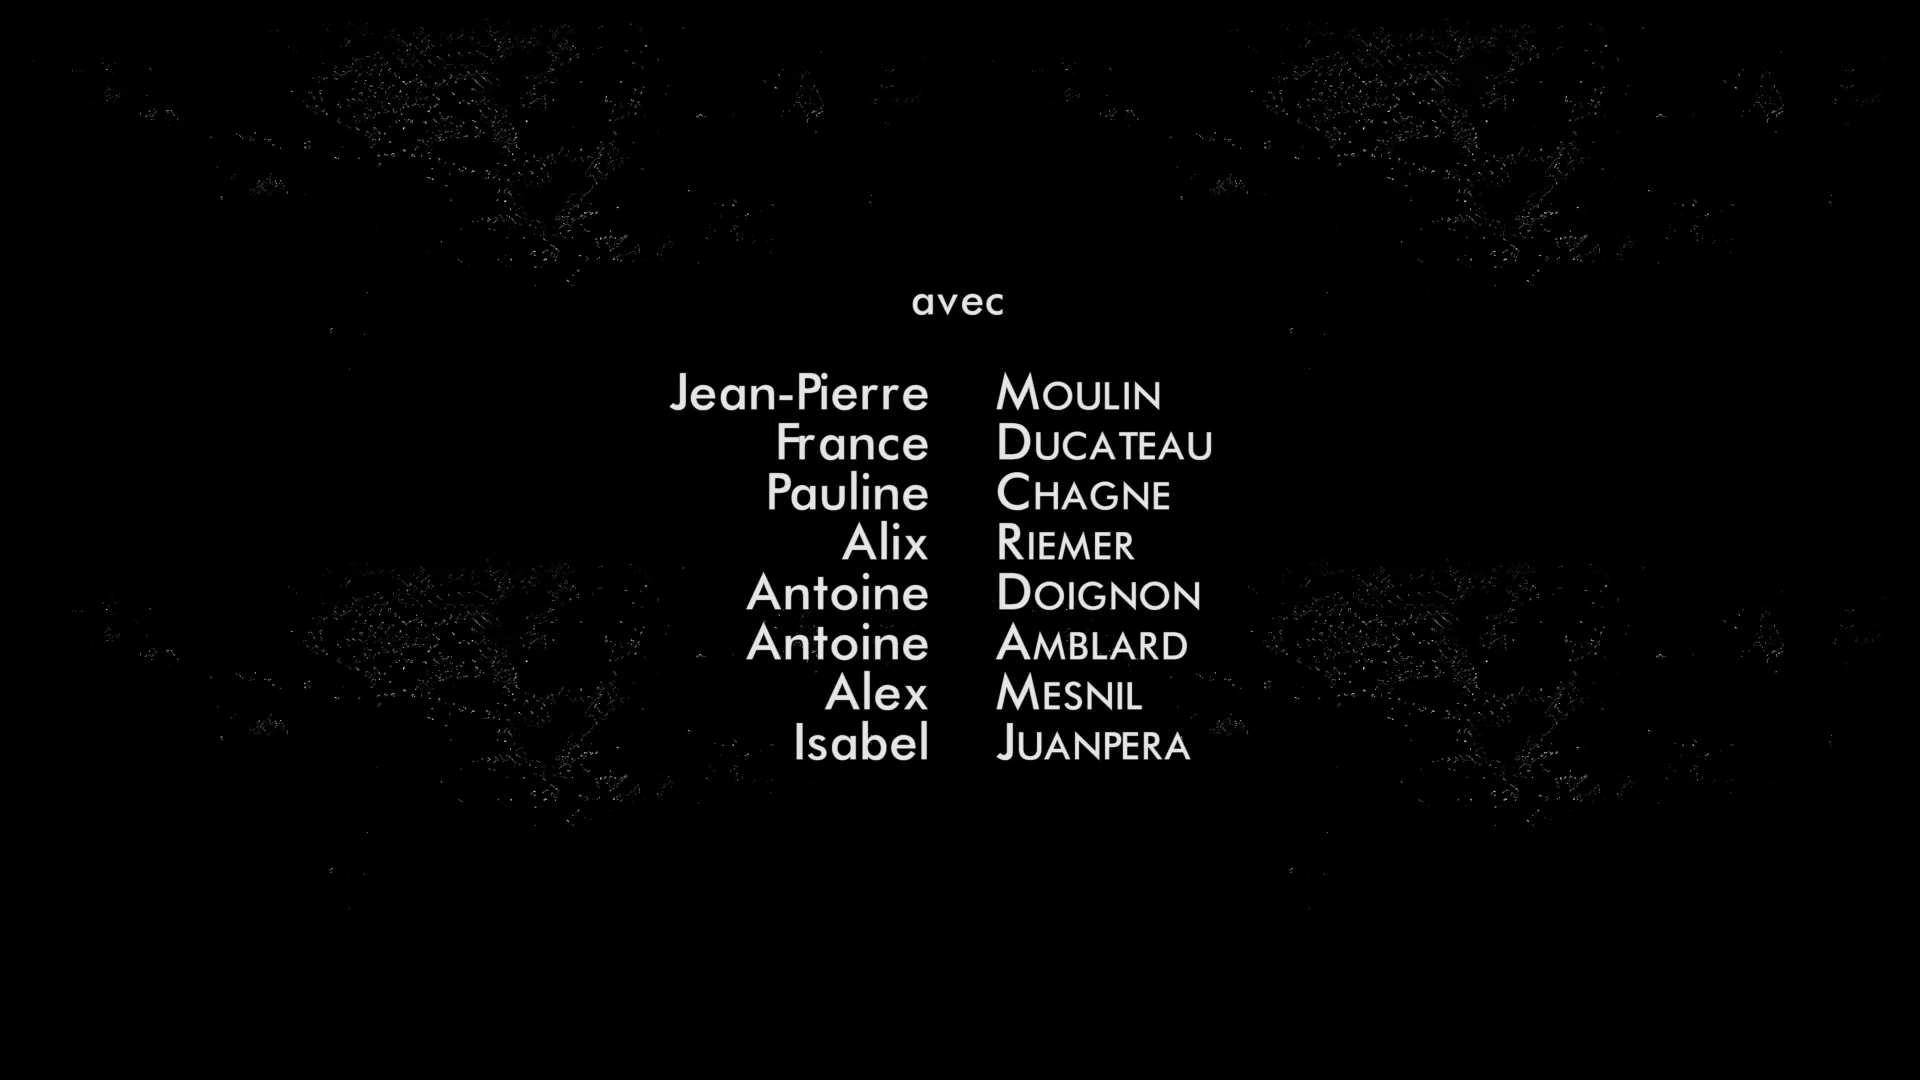 avec
Jean-Pierre MOULIN
France DUCATEAU
Pauline CHAGNE
Alix RIEMER
Antoine DOIGNON
Antoine AMBLARD
Alex MESNIL
Isabel JUANPERA